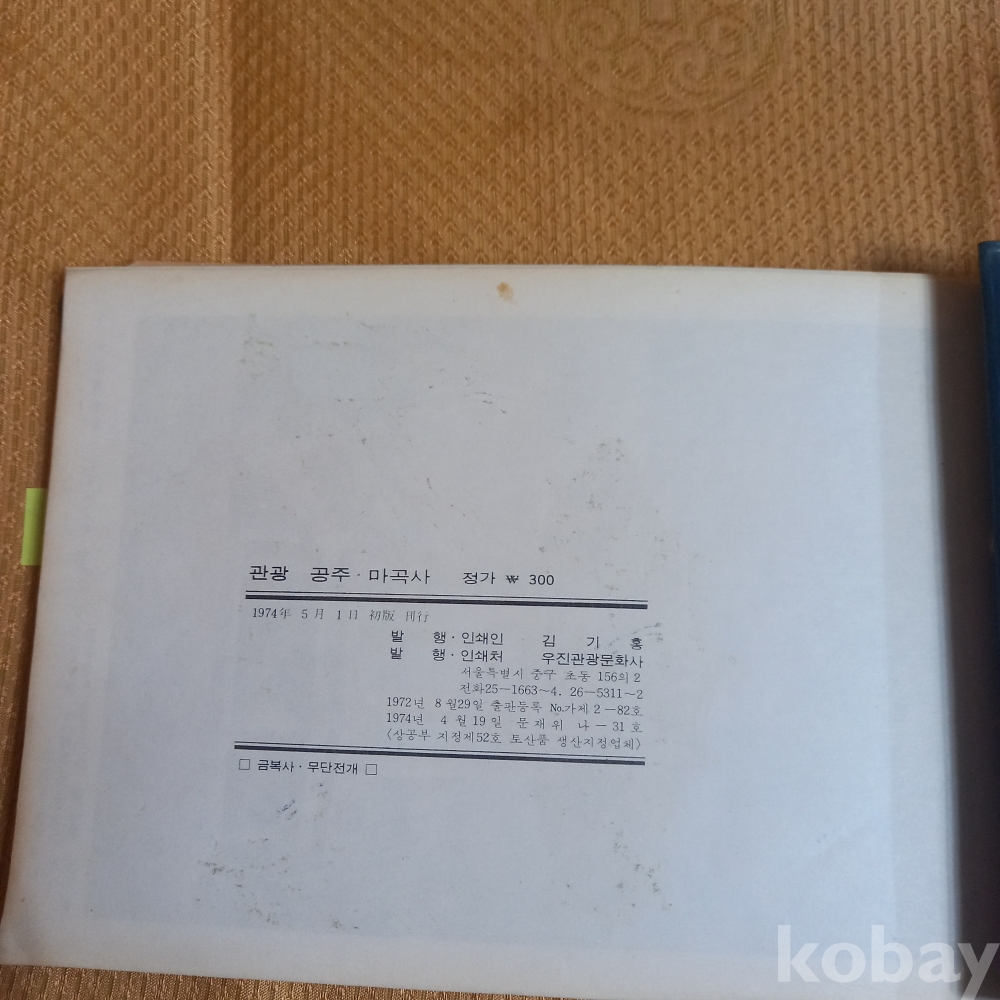 관광 공주·마곡사 정가 ₩ 300
1974年 5月 1日 初版 刊行
발 행·인쇄인 김 기 홍
발 행·인쇄처 우진관광문화사
서울특별시 중구 초동 156의 2
전화25-1663~4. 26-5311~2
1972년 8월29일 출판등록 No.가제 2-82호
1974년 4월 19일 문재위 나-31호
〈상공부 지정제52호 토산품 생산지정업체〉
□ 금복사·무단전개 □
kobay